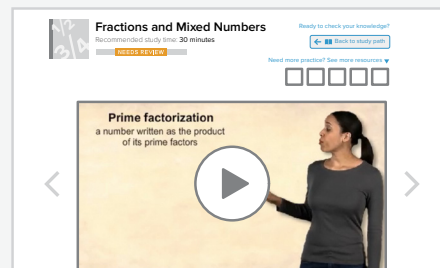 Fractions and Mixed Numbers
Ready to check your knowledge?
Recommended study time: 30 minutes
Back to study path
NEEDS REVIEW
Need more practice? See more resources
Prime factorization
a number written as the product
of its prime factors